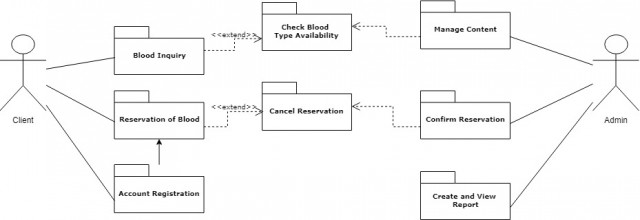 <<extend>>
Check Blood
Type Availability
Manage Content
Blood Inquiry
<<extend>>
Client
Reservation of Blood
Cancel Reservation
Confirm Reservation
Admin
Account Registration
Create and View
Report